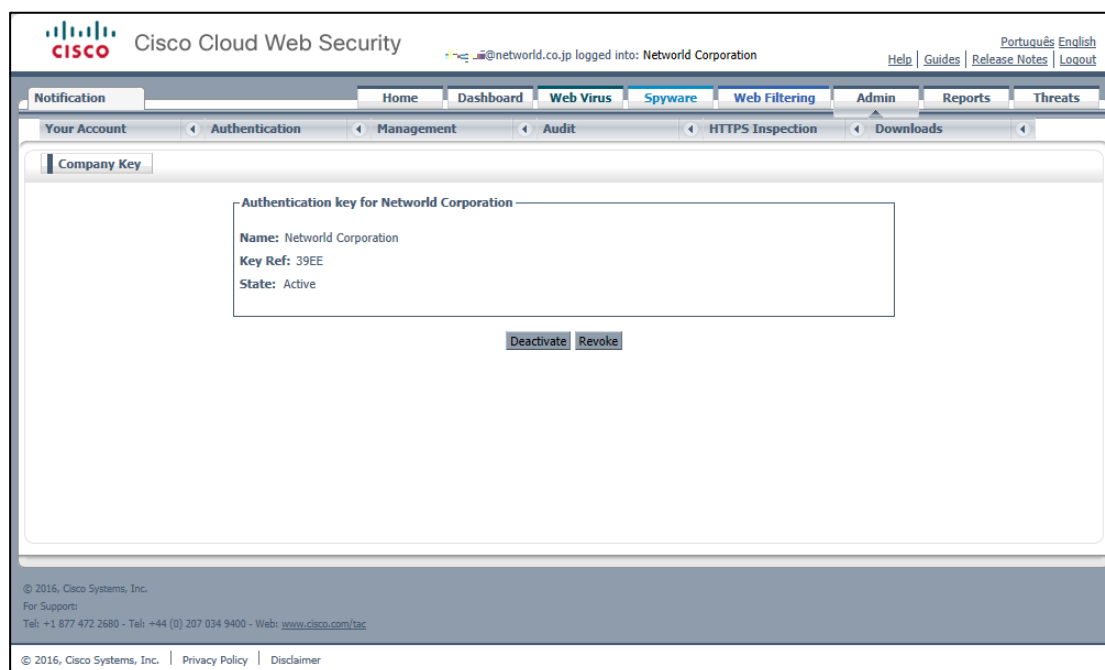 CISCO Cisco Cloud Web Security
@networld.co.jp logged into: Networld Corporation
Português English
Help | Guides | Release Notes | Logout
Notification
Home Dashboard Web Virus Spyware Web Filtering Admin Reports Threats
Your Account Authentication Management Audit HTTPS Inspection Downloads
Company Key
Authentication key for Networld Corporation
Name: Networld Corporation
Key Ref: 39EE
State: Active
Deactivate Revoke
© 2016, Cisco Systems, Inc.
For Support:
Tel: +1 877 472 2680 - Tel: +44 (0) 207 034 9400 - Web: www.cisco.com/tac
© 2016, Cisco Systems, Inc. | Privacy Policy | Disclaimer